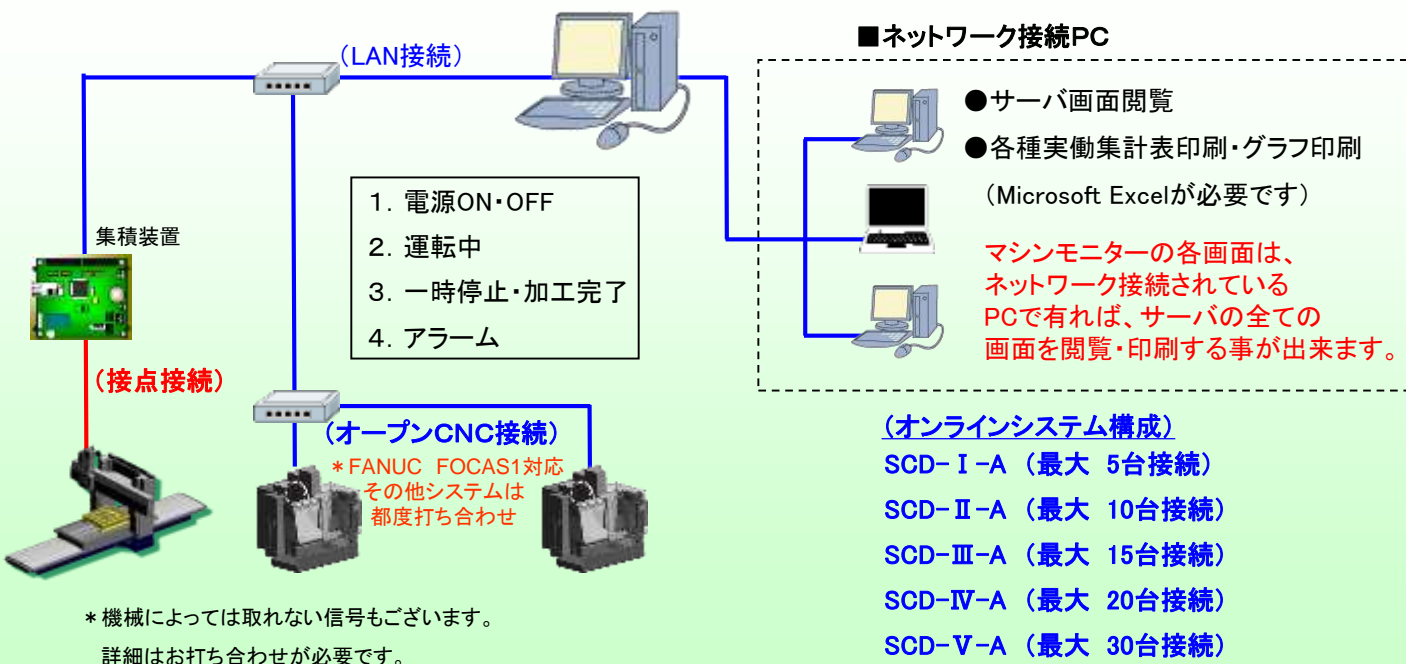 (LAN接続)
■ネットワーク接続PC
●サーバ画面閲覧
●各種実働集計表印刷・グラフ印刷
(Microsoft Excelが必要です)
マシンモニターの各画面は、
ネットワーク接続されている
PCで有れば、サーバの全ての
画面を閲覧・印刷する事が出来ます。
1. 電源ON・OFF
2. 運転中
3. 一時停止・加工完了
4. アラーム
集積装置
(接点接続)
(オープンCNC接続)
*FANUC FOCAS1対応
その他システムは
都度打ち合わせ
(オンラインシステム構成)
SCD-Ⅰ-A (最大 5台接続)
SCD-Ⅱ-A (最大 10台接続)
SCD-Ⅲ-A (最大 15台接続)
SCD-Ⅳ-A (最大 20台接続)
SCD-Ⅴ-A (最大 30台接続)
*機械によっては取れない信号もございます。
詳細はお打ち合わせが必要です。